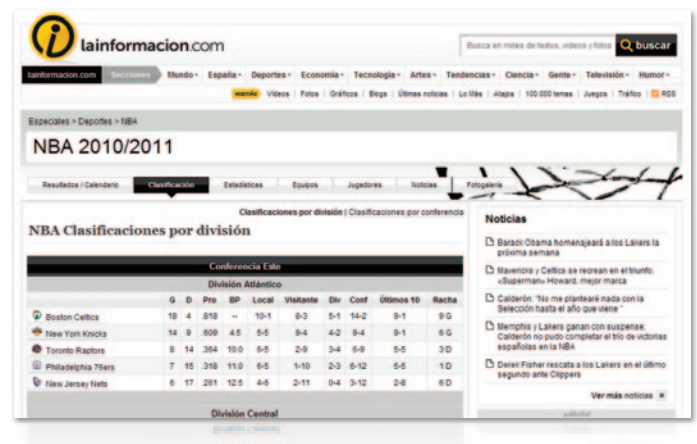 lainformacion.com
Busca en miles de textos, videos y fotos
buscar
lainformacion.com Secciones Mundo España Deportes Economía Tecnología Artes Tendencias Ciencia Gente Televisión Humor
Videos | Fotos | Gráficos | Blogs | Últimas noticias | Lo Más | Atajos | 100.000 temas | Juegos | Tráfico | RSS
Especiales > Deportes > NBA
NBA 2010/2011
Resultados / Calendario Clasificación Estadísticas Equipos Jugadores Noticias Fotogalería
Clasificaciones por división | Clasificaciones por conferencia
NBA Clasificaciones por división
Conferencia Este
División Atlántico
G D Pro BP Local Visitante Div Conf Últimos 10 Racha
Boston Celtics 18 4 .818 -- 10-1 8-3 5-1 14-2 9-1 9 G
New York Knicks 14 9 .609 4.5 5-5 9-4 4-2 9-4 9-1 6 G
Toronto Raptors 8 14 .364 10.0 6-5 2-9 3-4 6-9 5-5 3 D
Philadelphia 76ers 7 15 .318 11.0 6-5 1-10 2-3 6-12 5-5 1 D
New Jersey Nets 6 17 .261 12.5 4-6 2-11 0-4 3-12 2-8 6 D
División Central
Noticias
Barack Obama homenajeará a los Lakers la
próxima semana
Mavericks y Celtics se recrean en el triunfo;
«Superman» Howard, mejor marca
Calderón: "No me plantearé nada con la
Selección hasta el año que viene"
Memphis y Lakers ganan con suspense;
Calderón no pudo completar el trío de victorias
españolas en la NBA
Derek Fisher rescata a los Lakers en el último
segundo ante Clippers
Ver más noticias »
publicidad